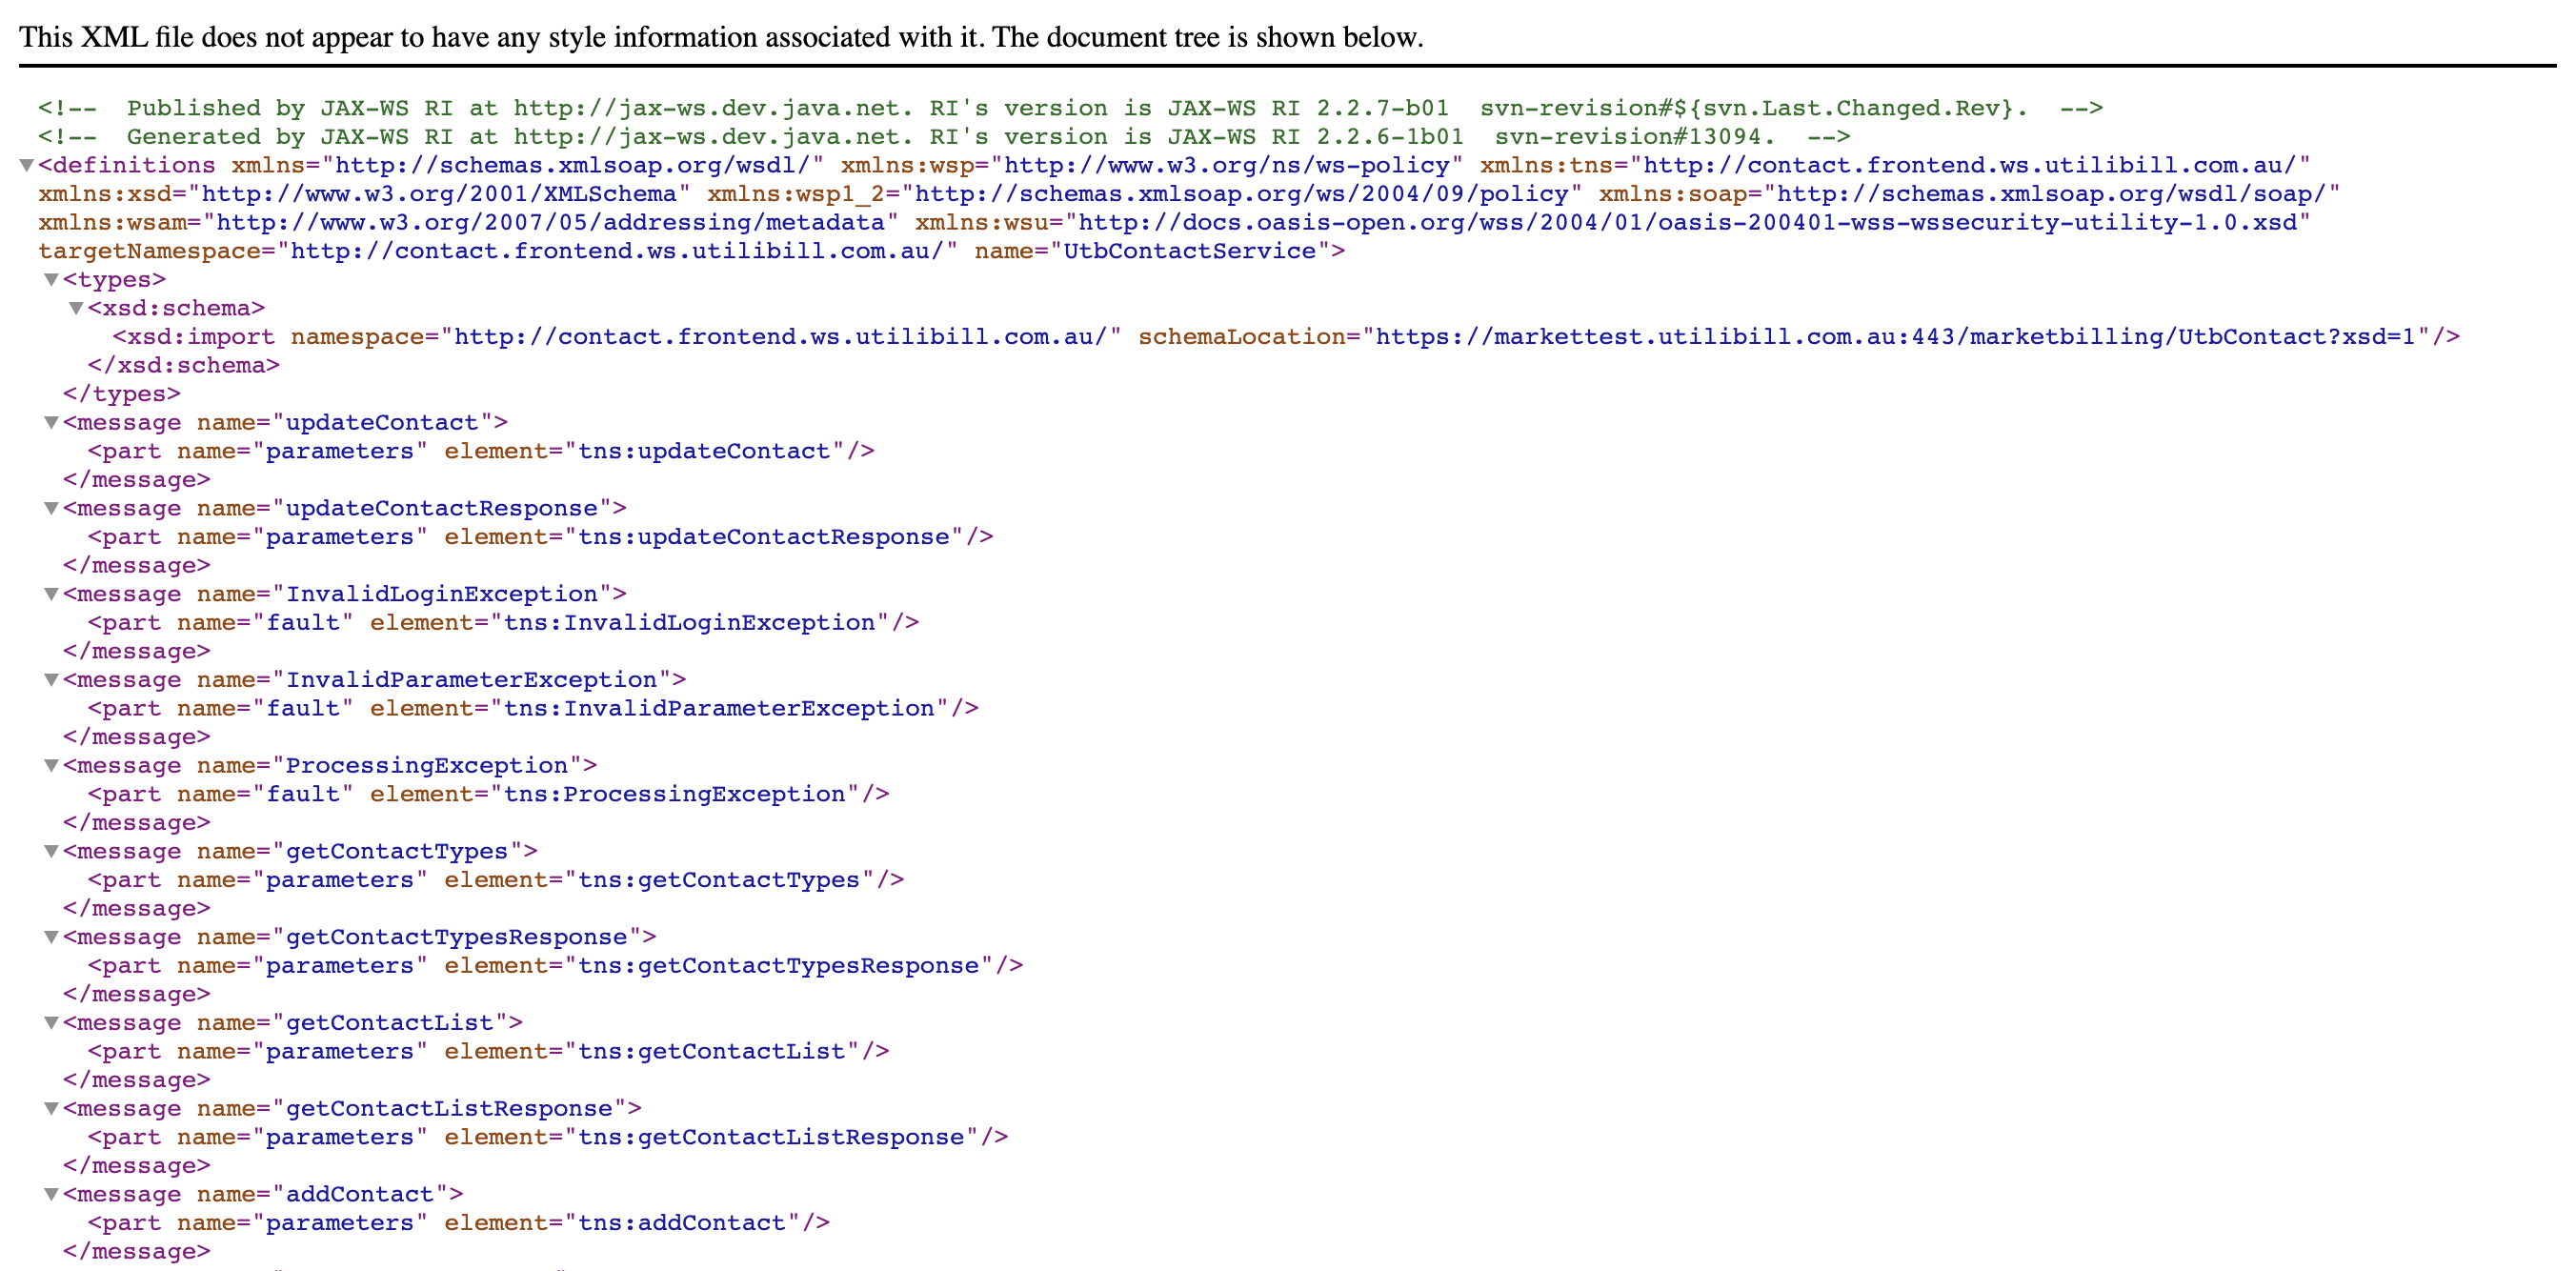 This XML file does not appear to have any style information associated with it. The document tree is shown below.
<!-- Published by JAX-WS RI at http://jax-ws.dev.java.net. RI's version is JAX-WS RI 2.2.7-b01 svn-revision#${svn.Last.Changed.Rev}. -->
<!-- Generated by JAX-WS RI at http://jax-ws.dev.java.net. RI's version is JAX-WS RI 2.2.6-1b01 svn-revision#13094. -->
▼<definitions xmlns="http://schemas.xmlsoap.org/wsdl/" xmlns:wsp="http://www.w3.org/ns/ws-policy" xmlns:tns="http://contact.frontend.ws.utilibill.com.au/"
xmlns:xsd="http://www.w3.org/2001/XMLSchema" xmlns:wsp1_2="http://schemas.xmlsoap.org/ws/2004/09/policy" xmlns:soap="http://schemas.xmlsoap.org/wsdl/soap/"
xmlns:wsam="http://www.w3.org/2007/05/addressing/metadata" xmlns:wsu="http://docs.oasis-open.org/wss/2004/01/oasis-200401-wss-wssecurity-utility-1.0.xsd"
targetNamespace="http://contact.frontend.ws.utilibill.com.au/" name="UtbContactService">
▼<types>
▼<xsd:schema>
<xsd:import namespace="http://contact.frontend.ws.utilibill.com.au/" schemaLocation="https://markettest.utilibill.com.au:443/marketbilling/UtbContact?xsd=1"/>
</xsd:schema>
</types>
▼<message name="updateContact">
<part name="parameters" element="tns:updateContact"/>
</message>
▼<message name="updateContactResponse">
<part name="parameters" element="tns:updateContactResponse"/>
</message>
▼<message name="InvalidLoginException">
<part name="fault" element="tns:InvalidLoginException"/>
</message>
▼<message name="InvalidParameterException">
<part name="fault" element="tns:InvalidParameterException"/>
</message>
▼<message name="ProcessingException">
<part name="fault" element="tns:ProcessingException"/>
</message>
▼<message name="getContactTypes">
<part name="parameters" element="tns:getContactTypes"/>
</message>
▼<message name="getContactTypesResponse">
<part name="parameters" element="tns:getContactTypesResponse"/>
</message>
▼<message name="getContactList">
<part name="parameters" element="tns:getContactList"/>
</message>
▼<message name="getContactListResponse">
<part name="parameters" element="tns:getContactListResponse"/>
</message>
▼<message name="addContact">
<part name="parameters" element="tns:addContact"/>
</message>